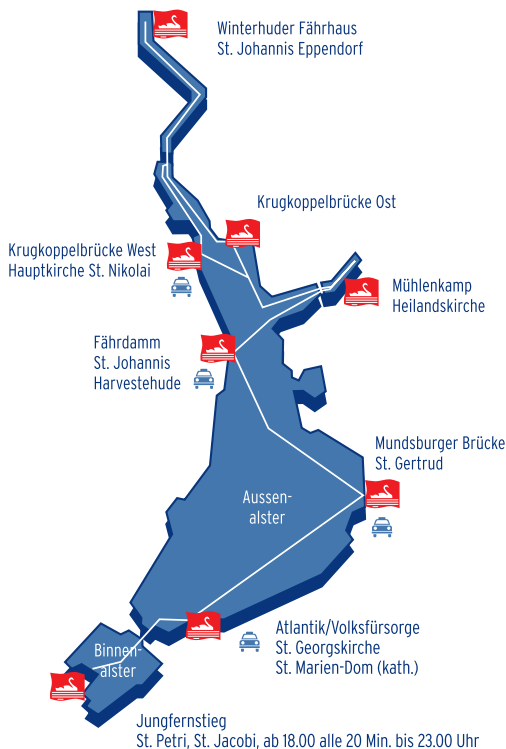 Winterhuder Fährhaus
St. Johannis Eppendorf
Krugkoppelbrücke Ost
Krugkoppelbrücke West
Hauptkirche St. Nikolai
Mühlenkamp
Heilandskirche
Fährdamm
St. Johannis
Harvestehude
Mundsburger Brücke
St. Gertrud
Aussen-
alster
Atlantik/Volksfürsorge
St. Georgskirche
St. Marien-Dom (kath.)
Binnen-
alster
Jungfernstieg
St. Petri, St. Jacobi, ab 18.00 alle 20 Min. bis 23.00 Uhr